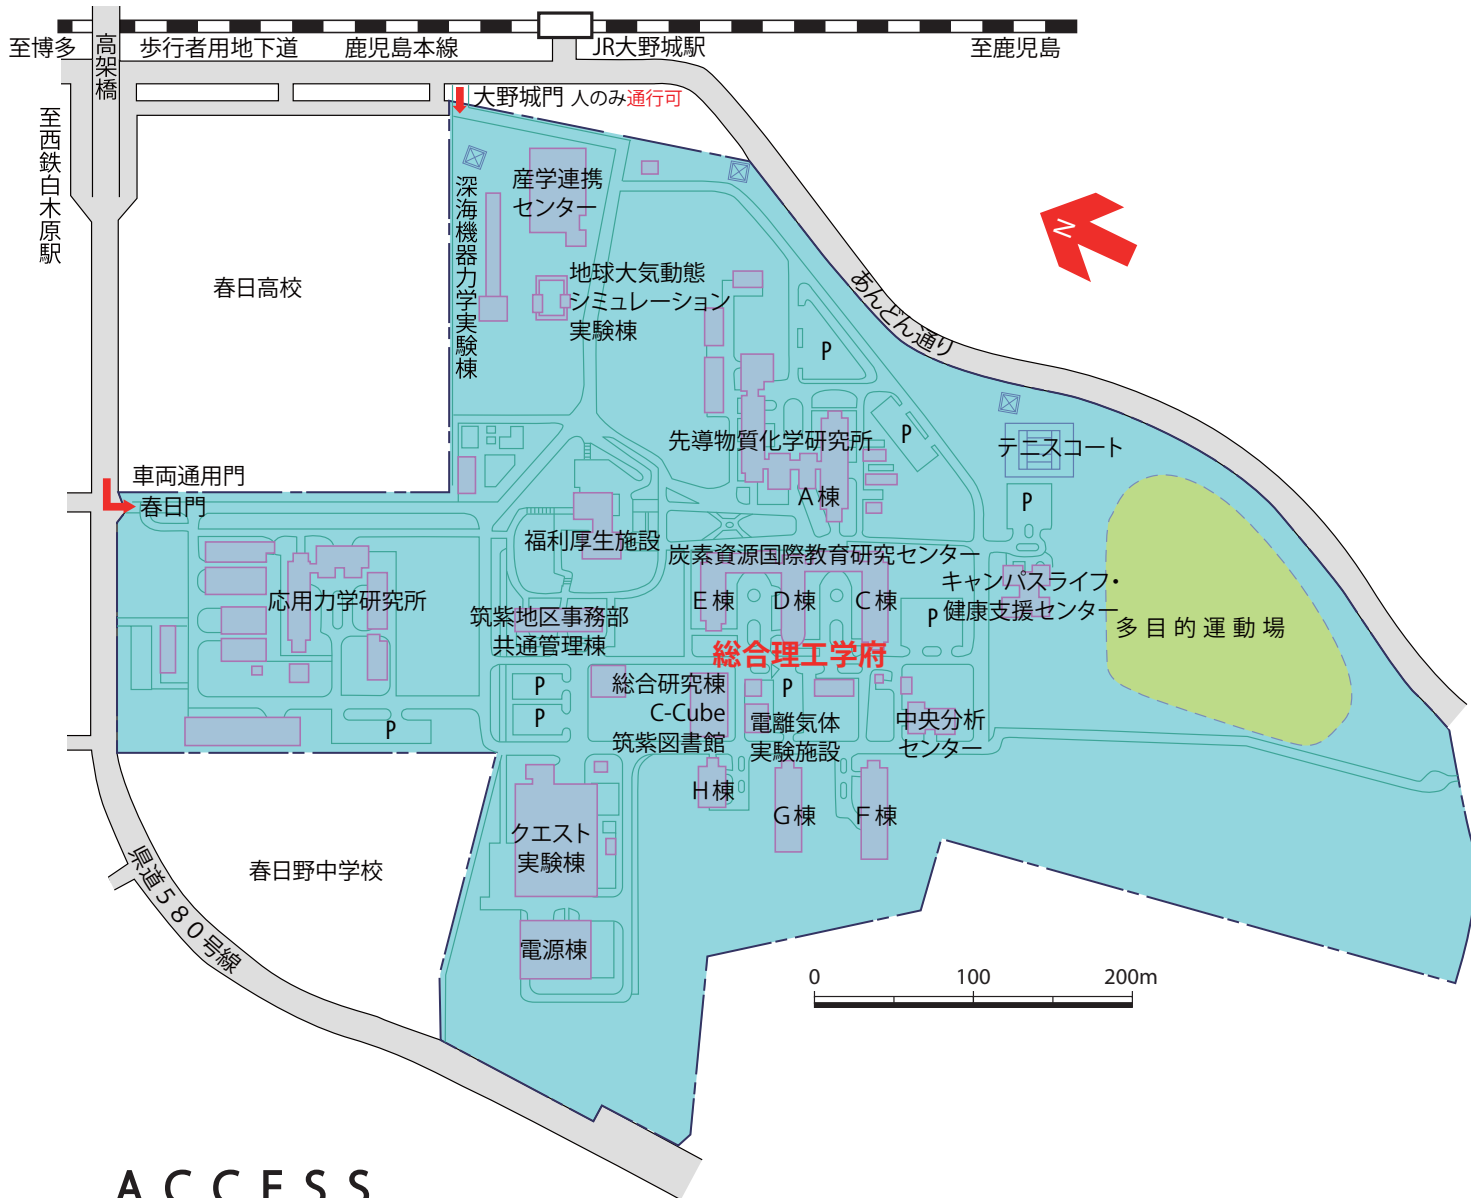 至博多
高架橋
歩行者用地下道
鹿児島本線
JR大野城駅
至鹿児島
大野城門 人のみ通行可
至西鉄白木原駅
深海機器力学実験棟
産学連携
センター
N
春日高校
地球大気動態
シミュレーション
実験棟
あんどん通り
P
先導物質化学研究所
P
テニスコート
車両通用門
春日門
A棟
P
福利厚生施設
炭素資源国際教育研究センター
キャンパスライフ・
健康支援センター
応用力学研究所
E棟
D棟
C棟
P
筑紫地区事務部
共通管理棟
多目的運動場
総合理工学府
P
P
総合研究棟
C-Cube
筑紫図書館
P
電離気体
実験施設
中央分析
センター
P
H棟
G棟
F棟
クエスト
実験棟
春日野中学校
県道580号線
電源棟
0 100 200m
ACCESS